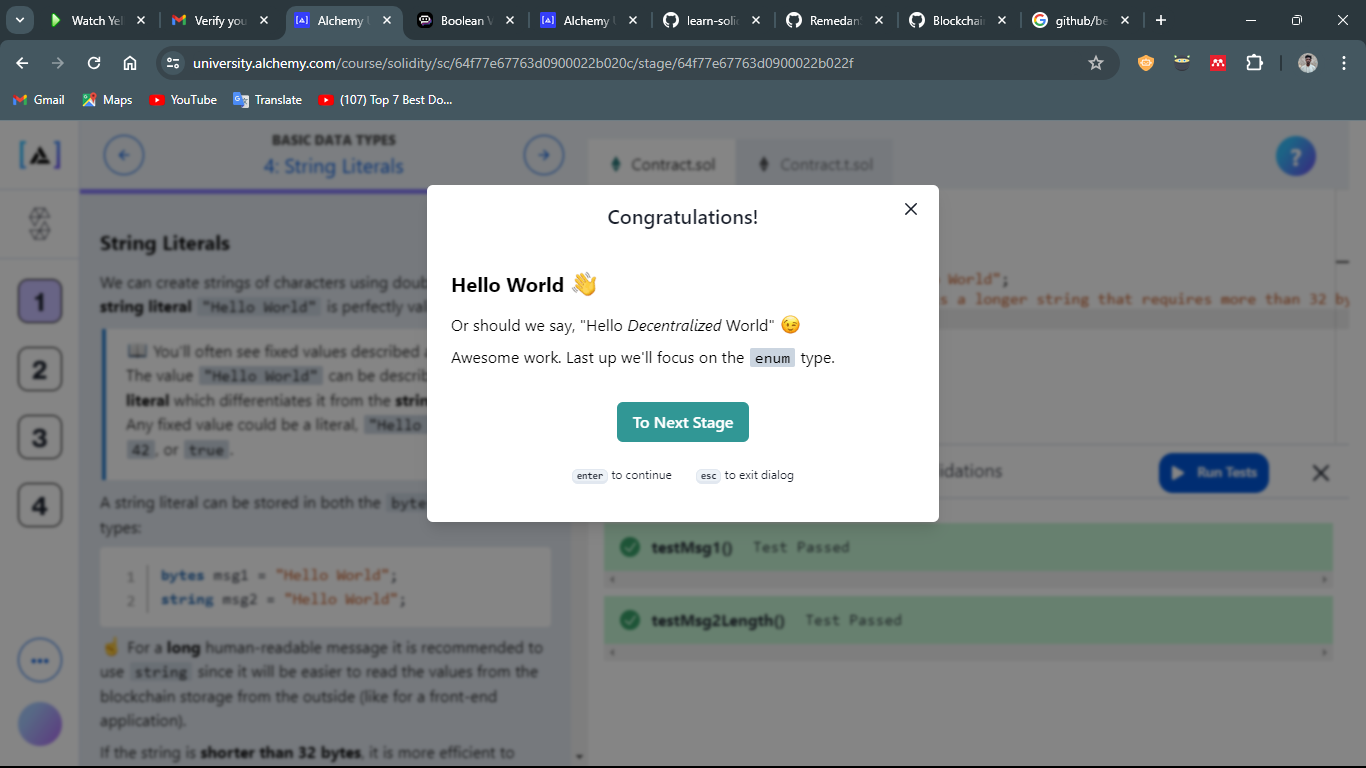 Watch Yel
Verify you
Alchemy U
Boolean V
Alchemy U
learn-soli
Remedan
Blockchain
github/be
university.alchemy.com/course/solidity/sc/64f77e67763d0900022b020c/stage/64f77e67763d0900022b022f
Gmail
Maps
YouTube
Translate
(107) Top 7 Best Do...
BASIC DATA TYPES
4: String Literals
Contract.sol
Contract.t.sol
?
1
2
3
4
String Literals
We can create strings of characters using doub
string literal "Hello World" is perfectly val
📖 You'll often see fixed values described a
The value "Hello World" can be describ
literal which differentiates it from the strin
Any fixed value could be a literal, "Hello
42, or true.
A string literal can be stored in both the byte
types:
1 bytes msg1 = "Hello World";
2 string msg2 = "Hello World";
☝️ For a long human-readable message it is recommended to
use string since it will be easier to read the values from the
blockchain storage from the outside (like for a front-end
application).
If the string is shorter than 32 bytes, it is more efficient to
Congratulations!
Hello World 👋
Or should we say, "Hello Decentralized World" 😉
Awesome work. Last up we'll focus on the enum type.
To Next Stage
enter to continue
esc to exit dialog
World";
s a longer string that requires more than 32 by
idations
Run Tests
testMsg1() Test Passed
testMsg2Length() Test Passed